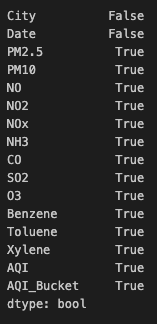 City False
Date False
PM2.5 True
PM10 True
NO True
NO2 True
NOx True
NH3 True
CO True
SO2 True
O3 True
Benzene True
Toluene True
Xylene True
AQI True
AQI_Bucket True
dtype: bool